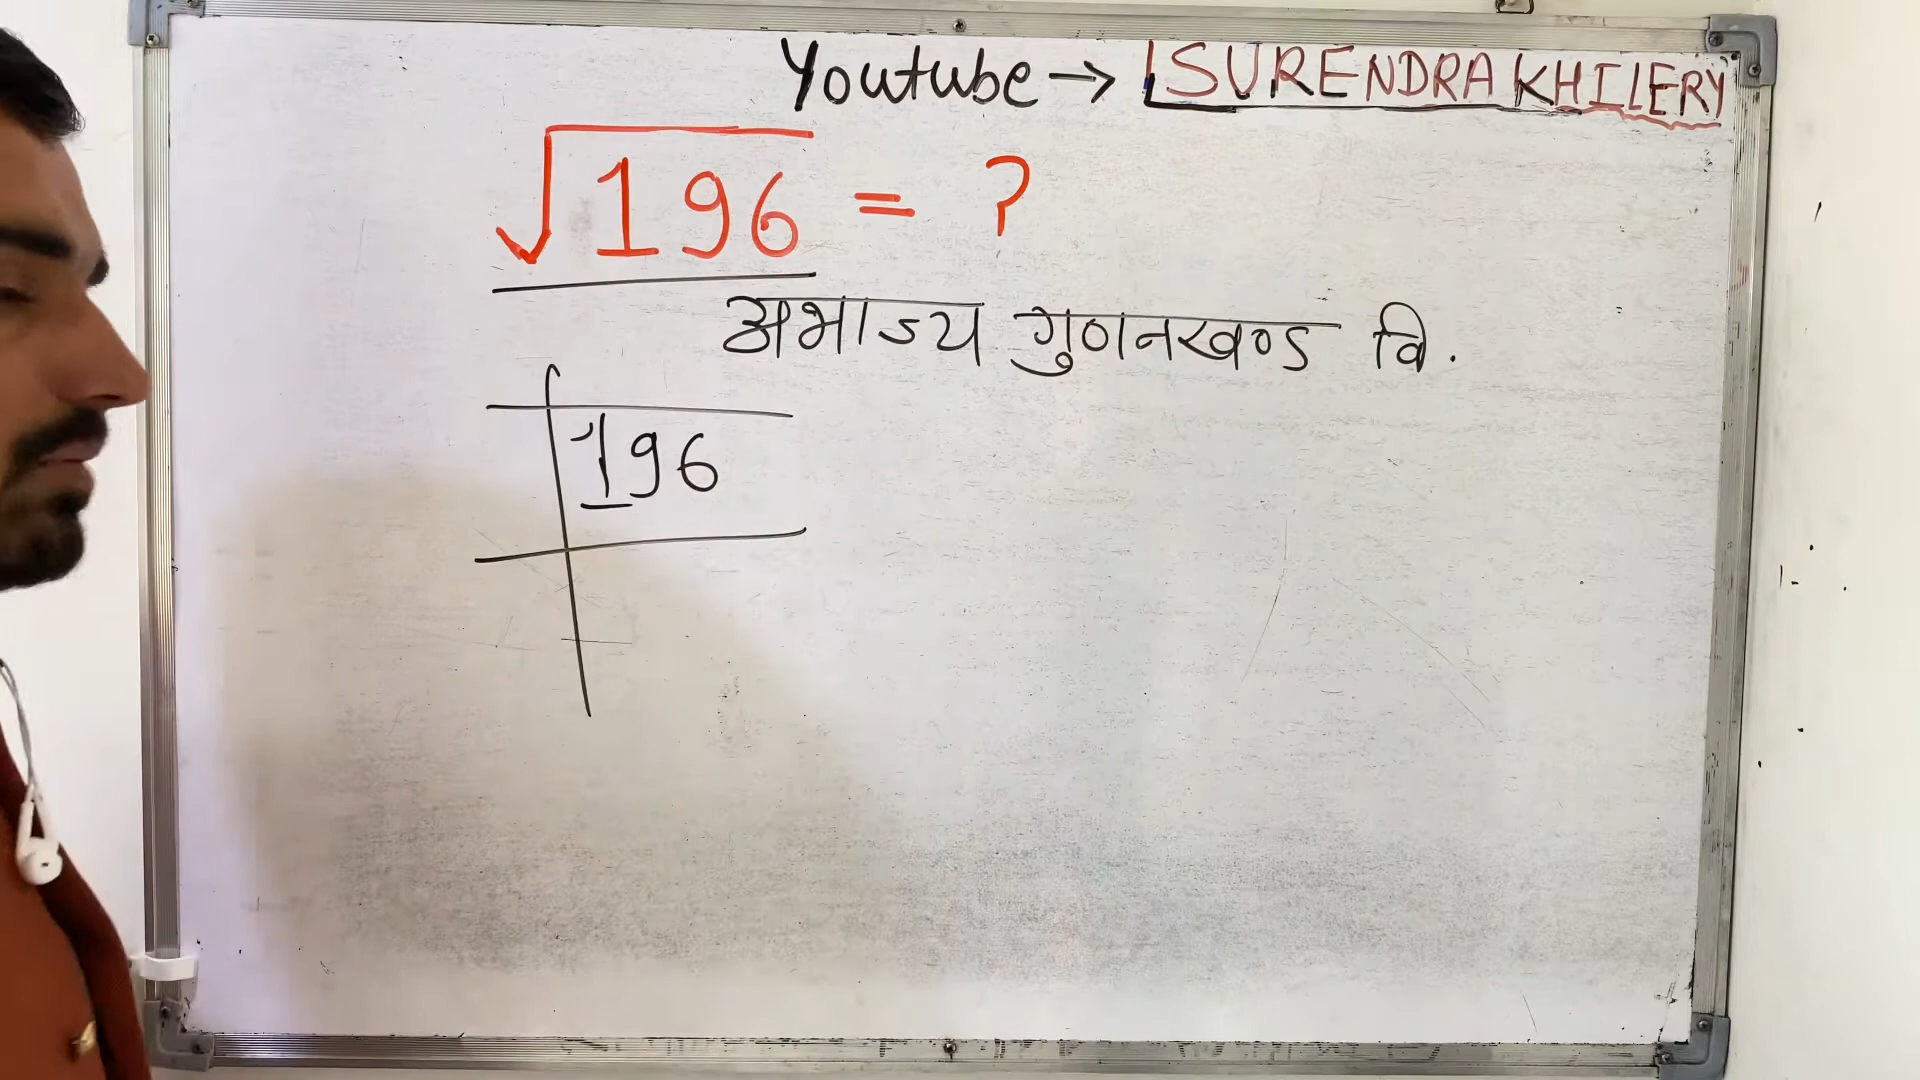 Youtube → SURENDRA KHILERY
√196 = ?
अभाज्य गुणनखण्ड वि.
196